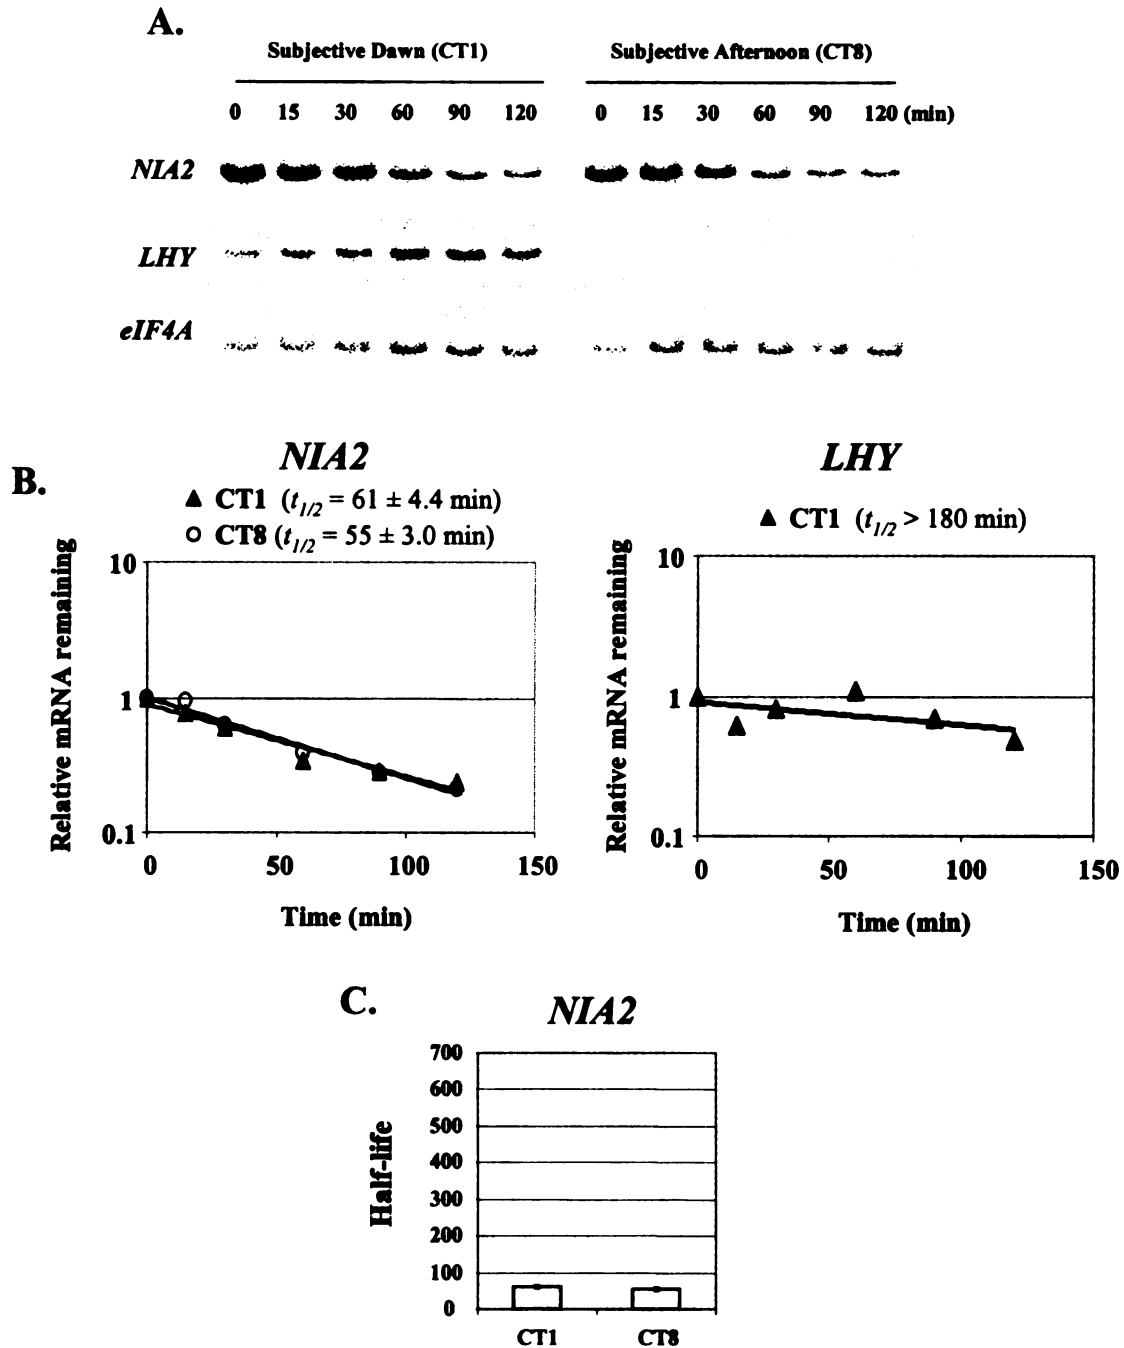 A.
Subjective Dawn (CT1) Subjective Afternoon (CT8)
0 15 30 60 90 120 0 15 30 60 90 120 (min)
NIA2
LHY
eIF4A
B.
NIA2
▲ CT1 (t1/2 = 61 ± 4.4 min)
○ CT8 (t1/2 = 55 ± 3.0 min)
Relative mRNA remaining
10
1
0.1
0 50 100 150
Time (min)
LHY
▲ CT1 (t1/2 > 180 min)
Relative mRNA remaining
10
1
0.1
0 50 100 150
Time (min)
C.
NIA2
Half-life
700
600
500
400
300
200
100
0
CT1 CT8